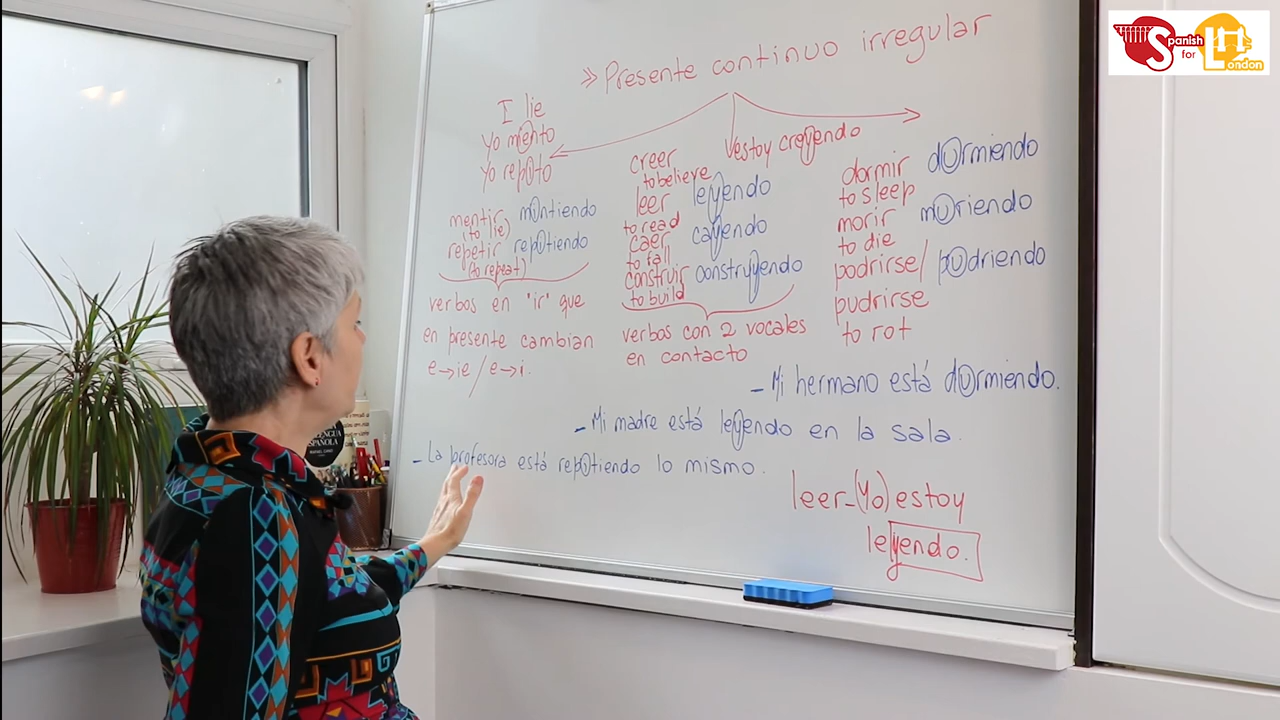 » Presente continuo irregular
I lie
yo miento
yo repito
mentir mintiendo
(to lie)
repetir repitiendo
(to repeat)
verbos en "ir" que
en presente cambian
e→ie / e→i.
creer estoy creyendo
to believe
leer leyendo
to read
caer cayendo
to fall
construir construyendo
to build
verbos con 2 vocales
en contacto
dormir durmiendo
to sleep
morir muriendo
to die
podrirse/ pudriendo
pudrirse
to rot
- Mi hermano está durmiendo.
- Mi madre está leyendo en la sala.
- La profesora está repitiendo lo mismo.
leer-(Yo) estoy
leyendo.
Spanish
for
London
LENGUA
ESPAÑOLA